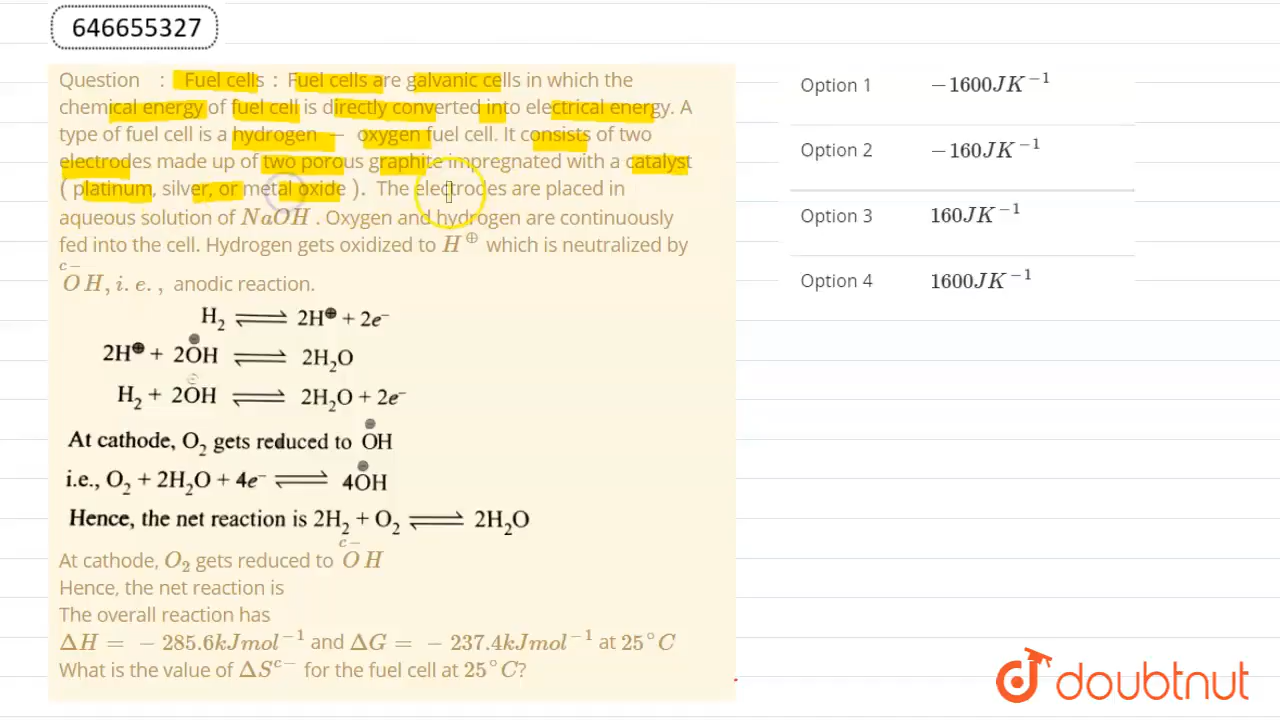 646655327
Question : Fuel cells : Fuel cells are galvanic cells in which the
chemical energy of fuel cell is directly converted into electrical energy. A
type of fuel cell is a hydrogen − oxygen fuel cell. It consists of two
electrodes made up of two porous graphite impregnated with a catalyst
( platinum, silver, or metal oxide ). The electrodes are placed in
aqueous solution of NaOH . Oxygen and hydrogen are continuously
fed into the cell. Hydrogen gets oxidized to H⊕ which is neutralized by
c−
OH, i. e. , anodic reaction.
H₂ ⇌ 2H⊕ + 2e⁻
2H⊕ + 2O⊖H ⇌ 2H₂O
H₂ + 2O⊖H ⇌ 2H₂O + 2e⁻
At cathode, O₂ gets reduced to O⊖H
i.e., O₂ + 2H₂O + 4e⁻ ⇌ 4O⊖H
Hence, the net reaction is 2H₂ + O₂ ⇌ 2H₂O
c−
At cathode, O₂ gets reduced to OH
Hence, the net reaction is
The overall reaction has
ΔH = −285.6kJmol⁻¹ and ΔG = −237.4kJmol⁻¹ at 25°C
What is the value of ΔSᶜ⁻ for the fuel cell at 25°C?
Option 1 −1600JK⁻¹
Option 2 −160JK⁻¹
Option 3 160JK⁻¹
Option 4 1600JK⁻¹
doubtnut